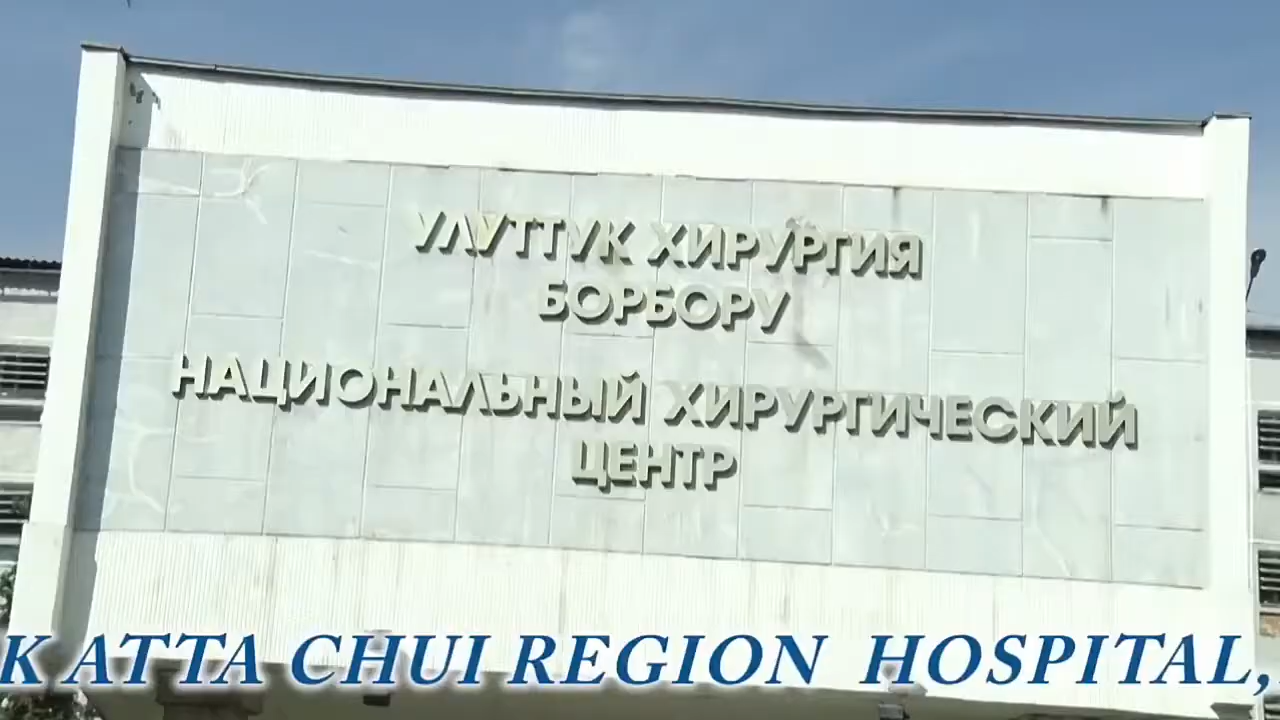 УЛУТТУК ХИРУРГИЯ
БОРБОРУ
НАЦИОНАЛЬНЫЙ ХИРУРГИЧЕСКИЙ
ЦЕНТР
K ATTA CHUI REGION HOSPITAL,